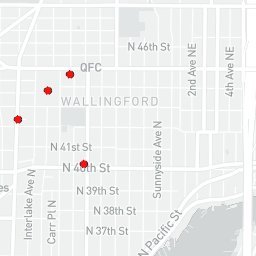 N 46th St
QFC
WALLINGFORD
2nd Ave NE
4th Ave NE
N 41st St
N 40th St
Sunnyside Ave N
es
Interlake Ave N
Carr Pl N
N 39th St
N 38th St
N 37th St
N Pacific St